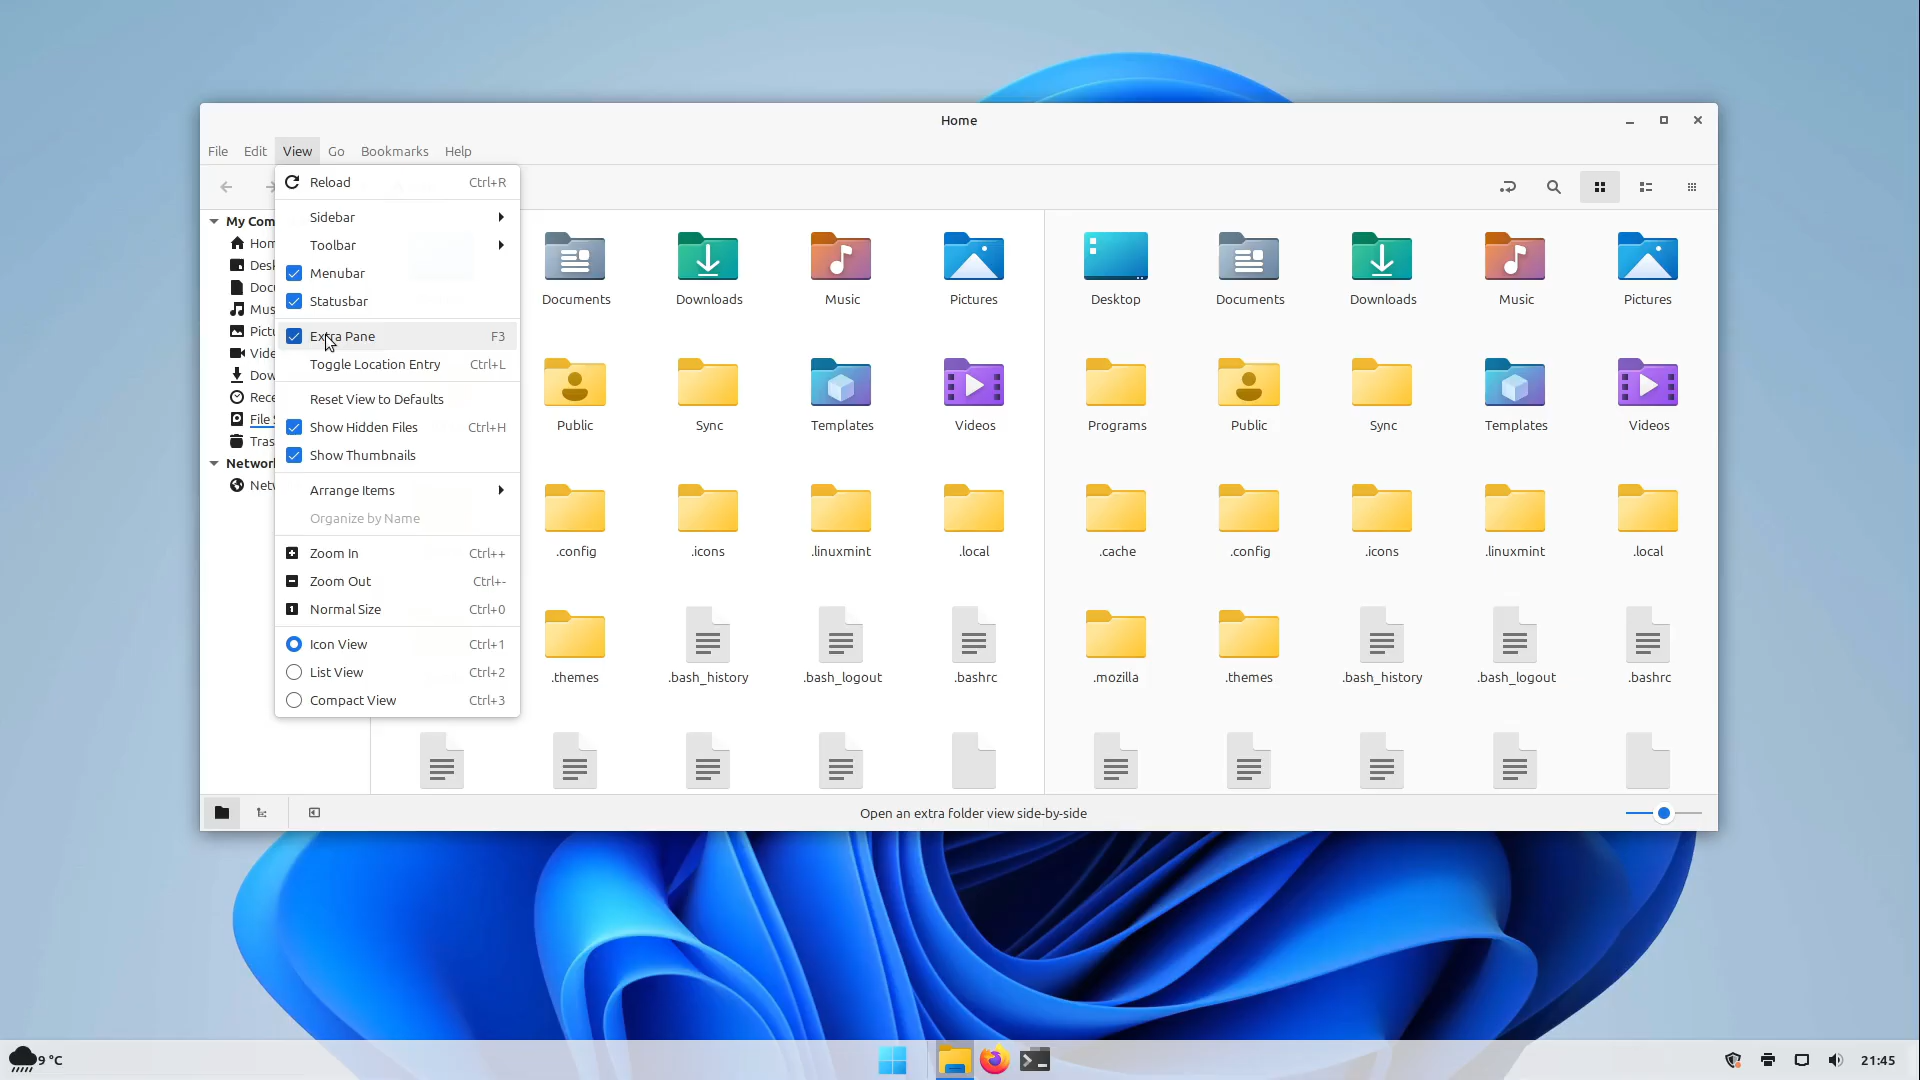 Home
File Edit View Go Bookmarks Help
Reload Ctrl+R
Sidebar
Toolbar
Menubar
Statusbar
Extra Pane F3
Toggle Location Entry Ctrl+L
Reset View to Defaults
Show Hidden Files Ctrl+H
Show Thumbnails
Arrange Items
Organize by Name
Zoom In Ctrl++
Zoom Out Ctrl+-
Normal Size Ctrl+0
Icon View Ctrl+1
List View Ctrl+2
Compact View Ctrl+3
My Com
Hom
Desk
Docu
Mus
Pictu
Vide
Dow
Rece
File S
Tras
Networ
Netw
Documents Downloads Music Pictures
Public Sync Templates Videos
.config .icons .linuxmint .local
.themes .bash_history .bash_logout .bashrc
Desktop Documents Downloads Music Pictures
Programs Public Sync Templates Videos
.cache .config .icons .linuxmint .local
.mozilla .themes .bash_history .bash_logout .bashrc
Open an extra folder view side-by-side
9 °C
21:45